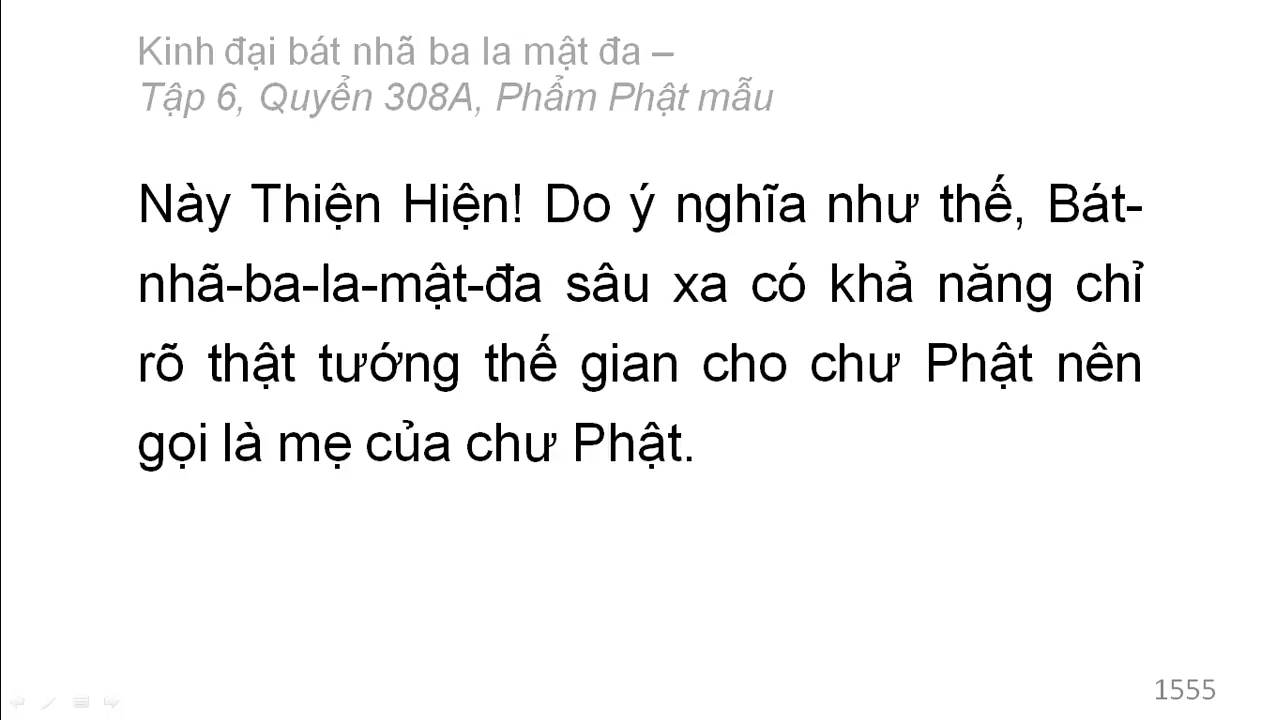 Kinh đại bát nhã ba la mật đa –
Tập 6, Quyển 308A, Phẩm Phật mẫu
Này Thiện Hiện! Do ý nghĩa như thế, Bát-
nhã-ba-la-mật-đa sâu xa có khả năng chỉ
rõ thật tướng thế gian cho chư Phật nên
gọi là mẹ của chư Phật.
1555